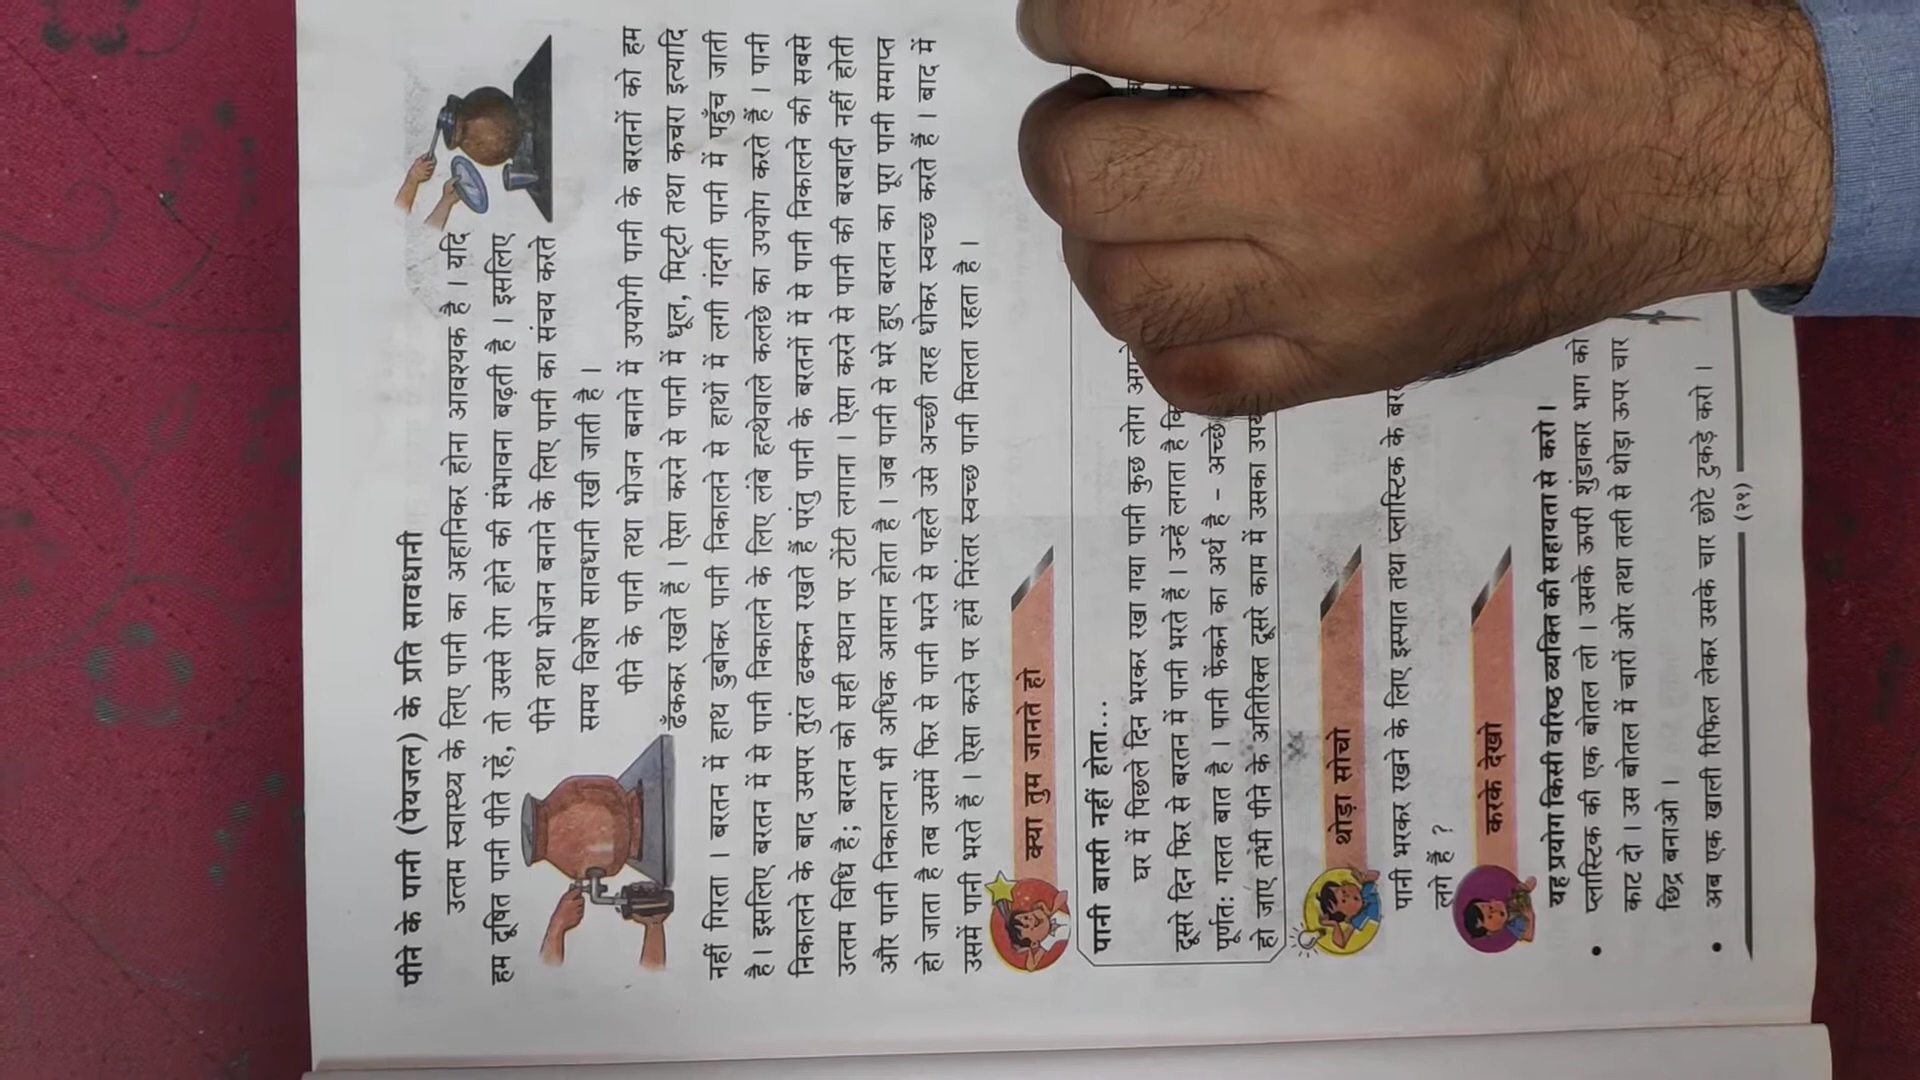 पीने के पानी (पेयजल) के प्रति सावधानी
उत्तम स्वास्थ्य के लिए पानी का अहानिकर होना आवश्यक है । यदि
हम दूषित पानी पीते रहें, तो उससे रोग होने की संभावना बढ़ती है । इसलिए
पीने तथा भोजन बनाने के लिए पानी का संचय करते
समय विशेष सावधानी रखी जाती है ।
पीने के पानी तथा भोजन बनाने में उपयोगी पानी के बरतनों को हम
ढँककर रखते हैं । ऐसा करने से पानी में धूल, मिट्टी तथा कचरा इत्यादि
नहीं गिरता । बरतन में हाथ डुबोकर पानी निकालने से हाथों में लगी गंदगी पानी में पहुँच जाती
है । इसलिए बरतन में से पानी निकालने के लिए लंबे हत्थेवाले कलछे का उपयोग करते हैं । पानी
निकालने के बाद उसपर तुरंत ढक्कन रखते हैं परंतु पानी के बरतनों में से पानी निकालने की सबसे
उत्तम विधि है; बरतन को सही स्थान पर टोंटी लगाना । ऐसा करने से पानी की बरबादी नहीं होती
और पानी निकालना भी अधिक आसान होता है । जब पानी से भरे हुए बरतन का पूरा पानी समाप्त
हो जाता है तब उसमें फिर से पानी भरने से पहले उसे अच्छी तरह धोकर स्वच्छ करते हैं । बाद में
उसमें पानी भरते हैं । ऐसा करने पर हमें निरंतर स्वच्छ पानी मिलता रहता है ।
क्या तुम जानते हो
पानी बासी नहीं होता...
घर में पिछले दिन भरकर रखा गया पानी कुछ लोग
दूसरे दिन फिर से बरतन में पानी भरते हैं । उन्हें लगता है
पूर्णत: गलत बात है । पानी फेंकने का अर्थ है - अच्छे
हो जाए तभी पीने के अतिरिक्त दूसरे काम में उसका
थोड़ा सोचो
पानी भरकर रखने के लिए इस्पात तथा प्लास्टिक के
लगे हैं ?
करके देखो
यह प्रयोग किसी वरिष्ठ व्यक्ति की सहायता से करो ।
• प्लास्टिक की एक बोतल लो । उसके ऊपरी शुंडाकार भाग को
काट दो । उस बोतल में चारों ओर तथा तली से थोड़ा ऊपर चार
छिद्र बनाओ ।
• अब एक खाली रिफिल लेकर उसके चार छोटे टुकड़े करो ।
(२१)